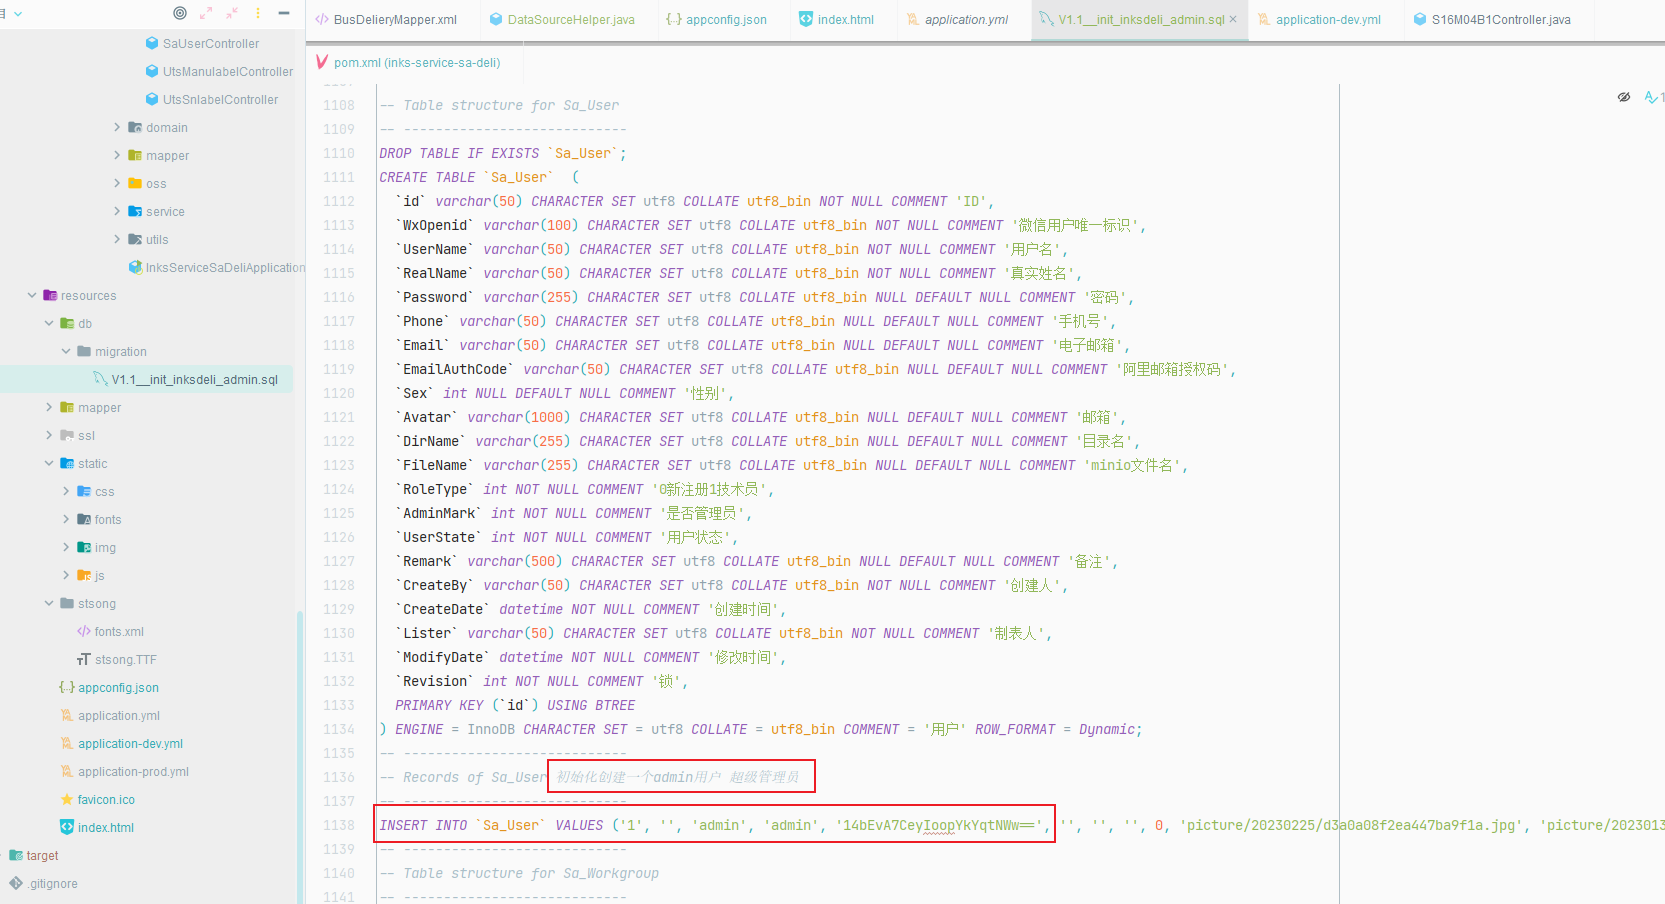 BusDelieryMapper.xml
DataSourceHelper.java
appconfig.json
index.html
application.yml
V1.1__init_inksdeli_admin.sql
application-dev.yml
S16M04B1Controller.java
pom.xml (inks-service-sa-deli)
SaUserController
UtsManulabelController
UtsSnlabelController
domain
mapper
oss
service
utils
InksServiceSaDeliApplication
resources
db
migration
V1.1__init_inksdeli_admin.sql
mapper
ssl
static
css
fonts
img
js
stsong
fonts.xml
stsong.TTF
appconfig.json
application.yml
application-dev.yml
application-prod.yml
favicon.ico
index.html
target
.gitignore
1108 -- Table structure for Sa_User
1109 -- ----------------------------
1110 DROP TABLE IF EXISTS `Sa_User`;
1111 CREATE TABLE `Sa_User`  (
1112 `id` varchar(50) CHARACTER SET utf8 COLLATE utf8_bin NOT NULL COMMENT 'ID',
1113 `WxOpenid` varchar(100) CHARACTER SET utf8 COLLATE utf8_bin NOT NULL COMMENT '微信用户唯一标识',
1114 `UserName` varchar(50) CHARACTER SET utf8 COLLATE utf8_bin NOT NULL COMMENT '用户名',
1115 `RealName` varchar(50) CHARACTER SET utf8 COLLATE utf8_bin NOT NULL COMMENT '真实姓名',
1116 `Password` varchar(255) CHARACTER SET utf8 COLLATE utf8_bin NULL DEFAULT NULL COMMENT '密码',
1117 `Phone` varchar(50) CHARACTER SET utf8 COLLATE utf8_bin NULL DEFAULT NULL COMMENT '手机号',
1118 `Email` varchar(50) CHARACTER SET utf8 COLLATE utf8_bin NULL DEFAULT NULL COMMENT '电子邮箱',
1119 `EmailAuthCode` varchar(50) CHARACTER SET utf8 COLLATE utf8_bin NULL DEFAULT NULL COMMENT '阿里邮箱授权码',
1120 `Sex` int NULL DEFAULT NULL COMMENT '性别',
1121 `Avatar` varchar(1000) CHARACTER SET utf8 COLLATE utf8_bin NULL DEFAULT NULL COMMENT '邮箱',
1122 `DirName` varchar(255) CHARACTER SET utf8 COLLATE utf8_bin NULL DEFAULT NULL COMMENT '目录名',
1123 `FileName` varchar(255) CHARACTER SET utf8 COLLATE utf8_bin NULL DEFAULT NULL COMMENT 'minio文件名',
1124 `RoleType` int NOT NULL COMMENT '0新注册1技术员',
1125 `AdminMark` int NOT NULL COMMENT '是否管理员',
1126 `UserState` int NOT NULL COMMENT '用户状态',
1127 `Remark` varchar(500) CHARACTER SET utf8 COLLATE utf8_bin NULL DEFAULT NULL COMMENT '备注',
1128 `CreateBy` varchar(50) CHARACTER SET utf8 COLLATE utf8_bin NOT NULL COMMENT '创建人',
1129 `CreateDate` datetime NOT NULL COMMENT '创建时间',
1130 `Lister` varchar(50) CHARACTER SET utf8 COLLATE utf8_bin NOT NULL COMMENT '制表人',
1131 `ModifyDate` datetime NOT NULL COMMENT '修改时间',
1132 `Revision` int NOT NULL COMMENT '锁',
1133 PRIMARY KEY (`id`) USING BTREE
1134 ) ENGINE = InnoDB CHARACTER SET = utf8 COLLATE = utf8_bin COMMENT = '用户' ROW_FORMAT = Dynamic;
1135 -- ----------------------------
1136 -- Records of Sa_User 初始化创建一个admin用户 超级管理员
1137 -- ----------------------------
1138 INSERT INTO `Sa_User` VALUES ('1', '', 'admin', 'admin', '14bEvA7CeyIoopYkYqtNWw==', '', '', '', 0, 'picture/20230225/d3a0a08f2ea447ba9f1a.jpg', 'picture/2023013
1139 -- ----------------------------
1140 -- Table structure for Sa_Workgroup
1141 -- ----------------------------